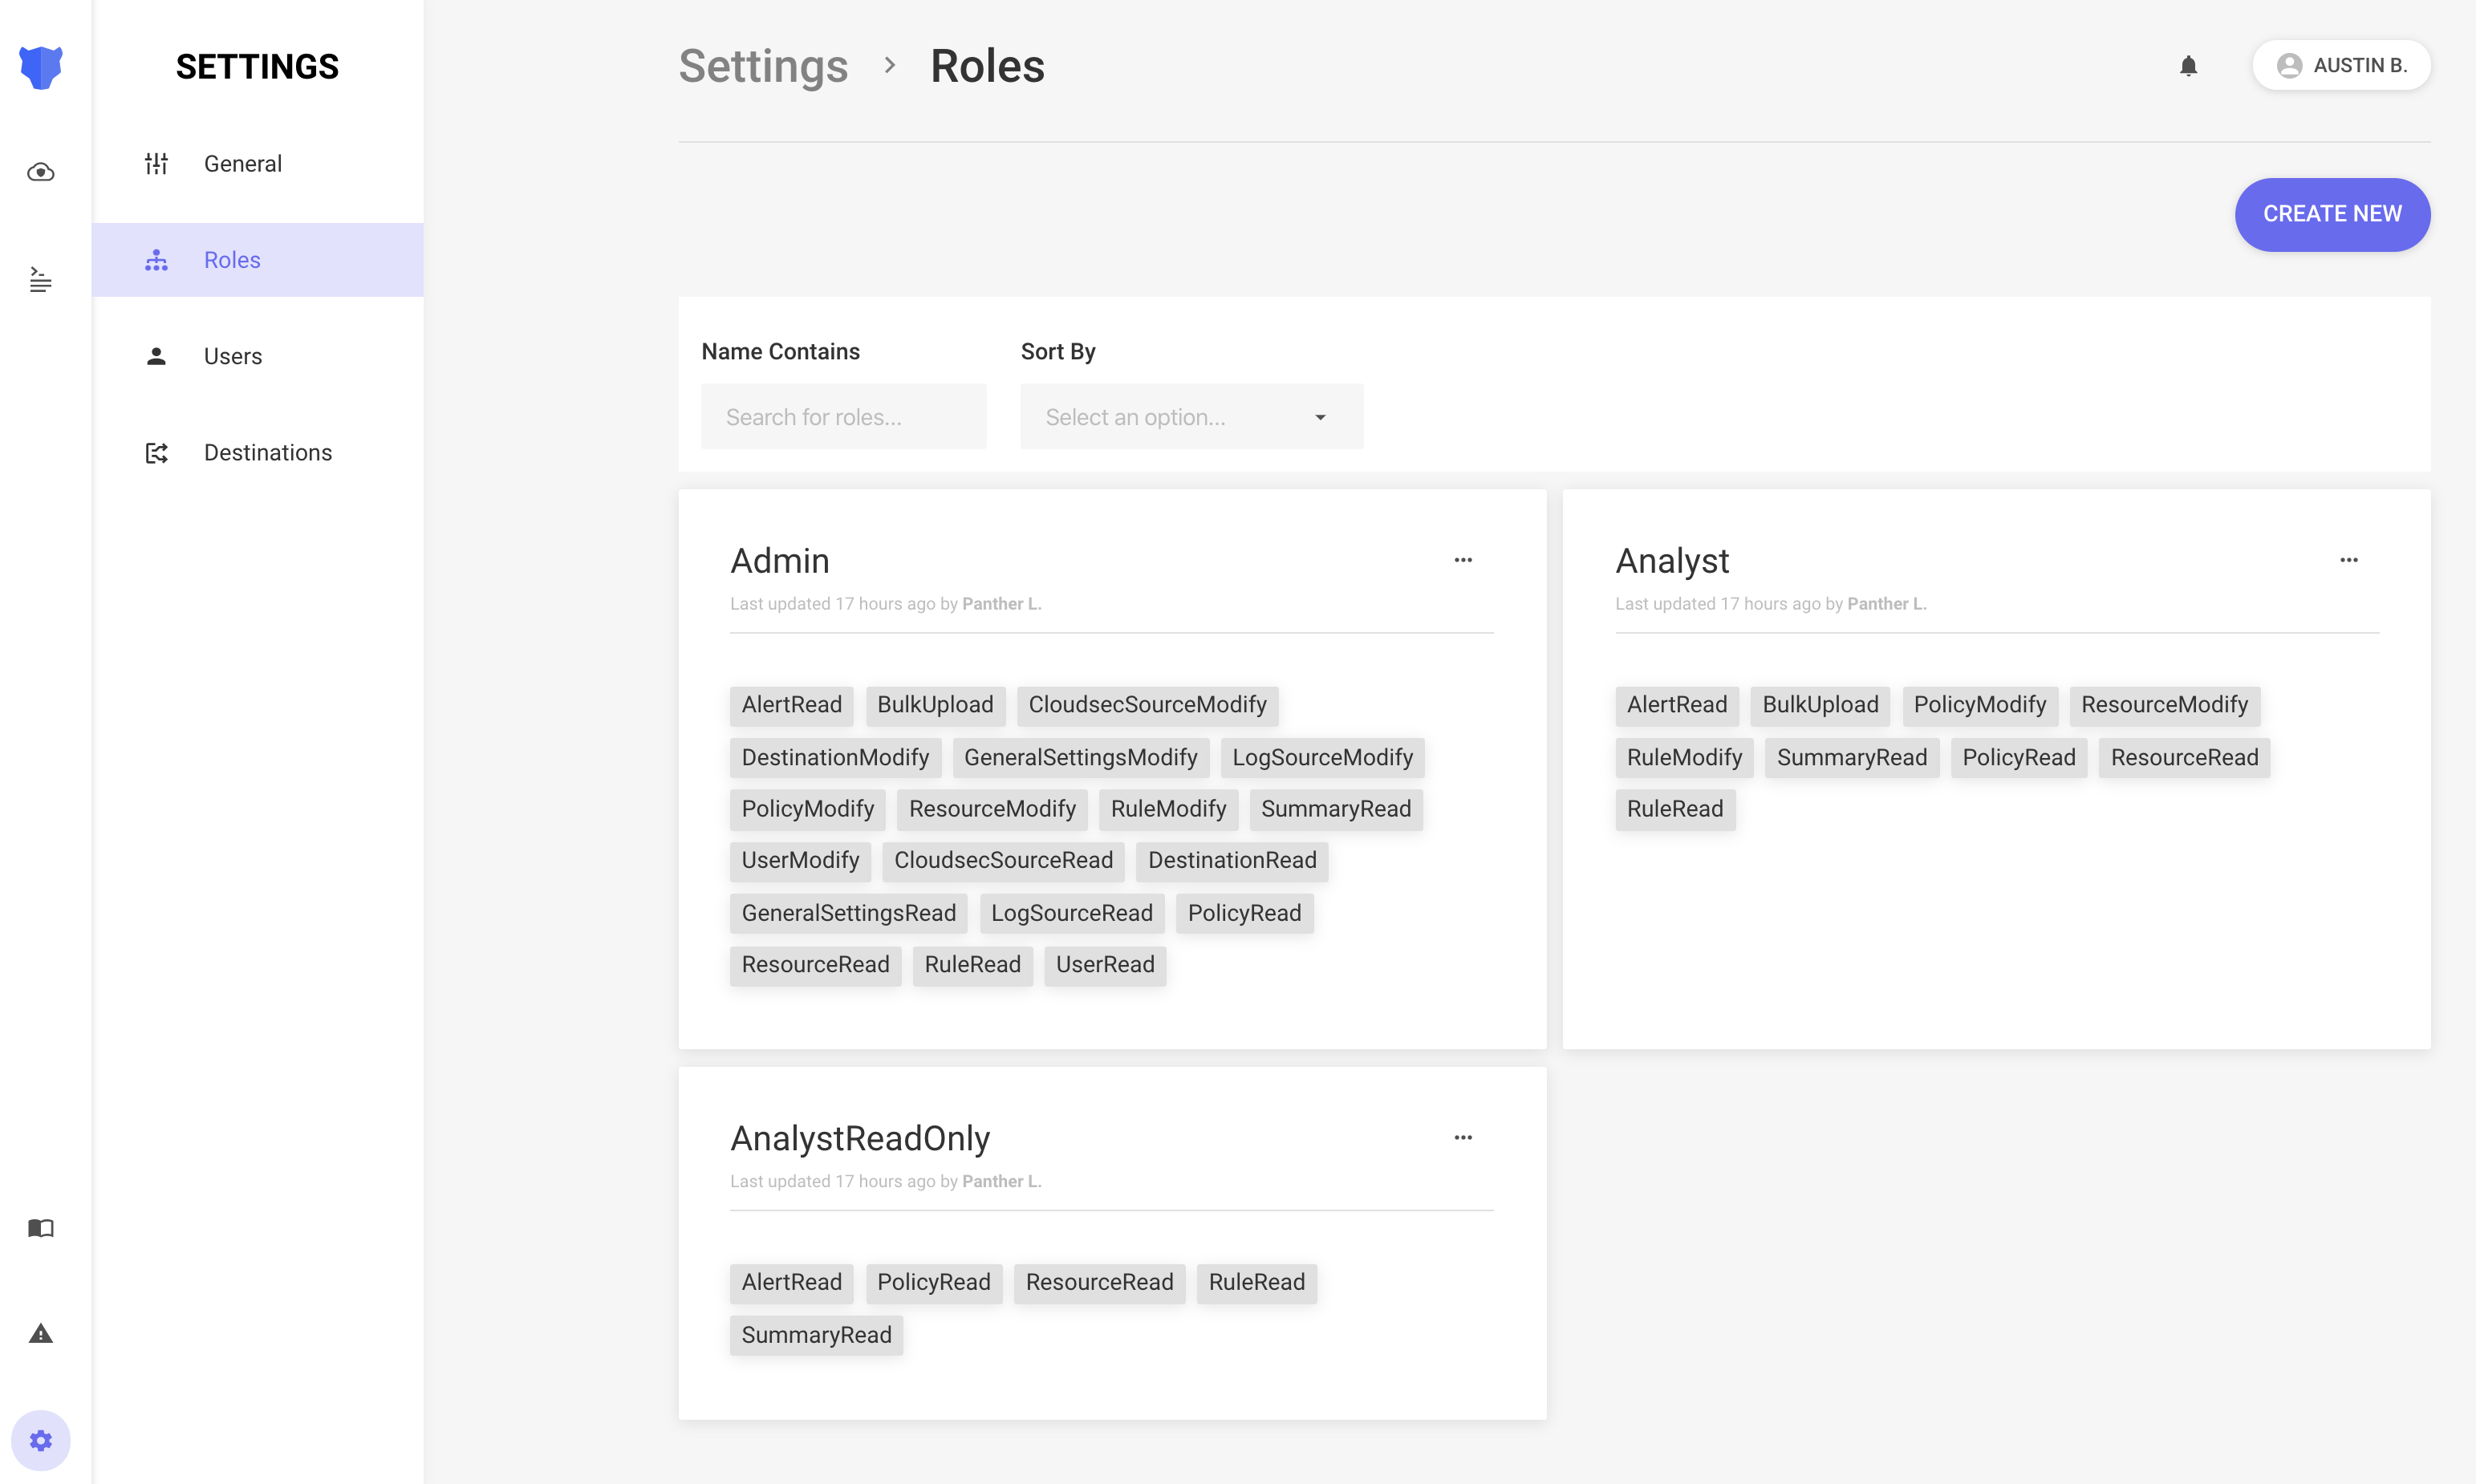 SETTINGS
General
Roles
Users
Destinations
Settings > Roles
AUSTIN B.
CREATE NEW
Name Contains
Sort By
Search for roles...
Select an option...
Admin
Last updated 17 hours ago by Panther L.
AlertRead BulkUpload CloudsecSourceModify
DestinationModify GeneralSettingsModify LogSourceModify
PolicyModify ResourceModify RuleModify SummaryRead
UserModify CloudsecSourceRead DestinationRead
GeneralSettingsRead LogSourceRead PolicyRead
ResourceRead RuleRead UserRead
Analyst
Last updated 17 hours ago by Panther L.
AlertRead BulkUpload PolicyModify ResourceModify
RuleModify SummaryRead PolicyRead ResourceRead
RuleRead
AnalystReadOnly
Last updated 17 hours ago by Panther L.
AlertRead PolicyRead ResourceRead RuleRead
SummaryRead